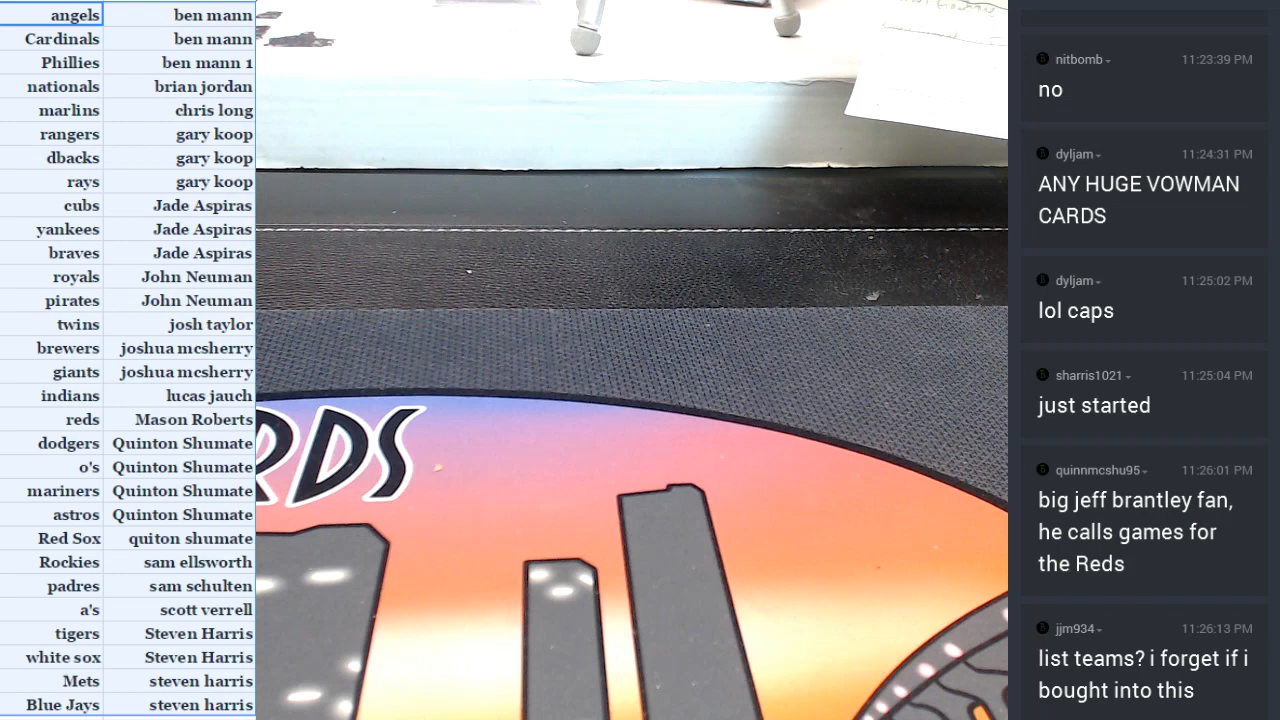 angels ben mann
Cardinals ben mann
Phillies ben mann 1
nationals brian jordan
marlins chris long
rangers gary koop
dbacks gary koop
rays gary koop
cubs Jade Aspiras
yankees Jade Aspiras
braves Jade Aspiras
royals John Neuman
pirates John Neuman
twins josh taylor
brewers joshua mcsherry
giants joshua mcsherry
indians lucas jauch
reds Mason Roberts
dodgers Quinton Shumate
o's Quinton Shumate
mariners Quinton Shumate
astros Quinton Shumate
Red Sox quiton shumate
Rockies sam ellsworth
padres sam schulten
a's scott verrell
tigers Steven Harris
white sox Steven Harris
Mets steven harris
Blue Jays steven harris
RDS
nitbomb 11:23:39 PM
no
dyljam 11:24:31 PM
ANY HUGE VOWMAN
CARDS
dyljam 11:25:02 PM
lol caps
sharris1021 11:25:04 PM
just started
quinnmcshu95 11:26:01 PM
big jeff brantley fan,
he calls games for
the Reds
jjm934 11:26:13 PM
list teams? i forget if i
bought into this